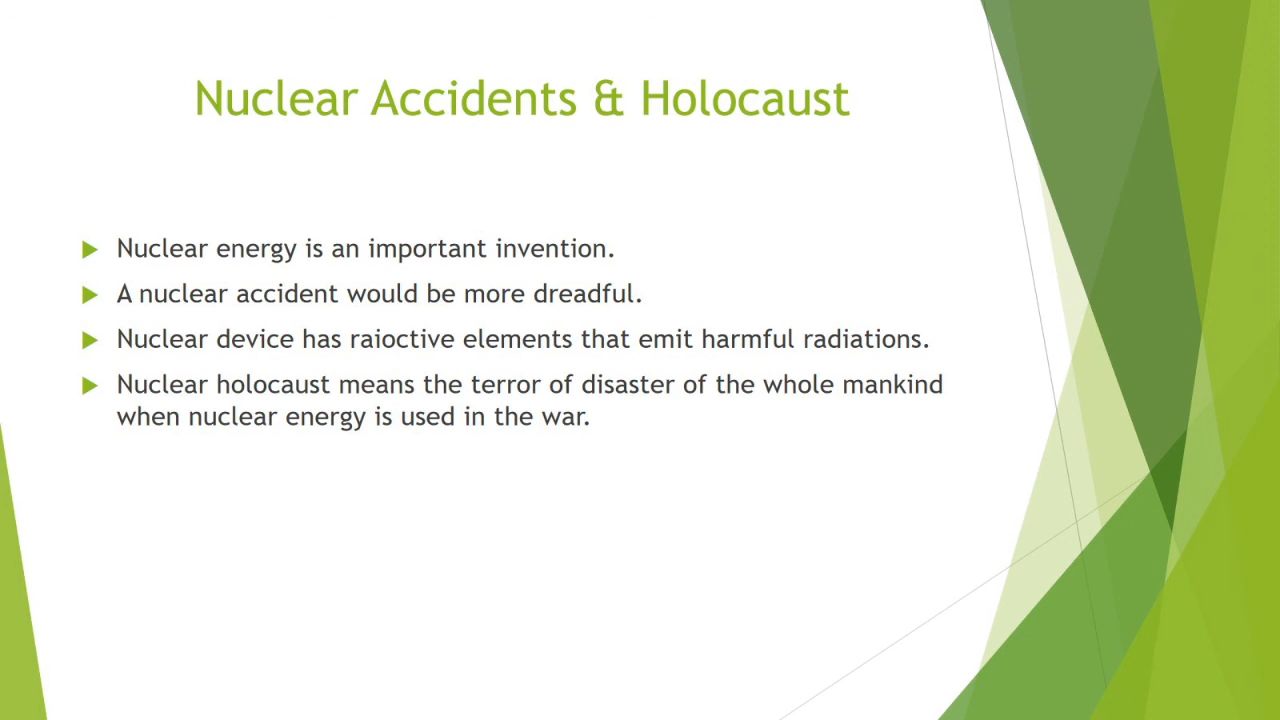 Nuclear Accidents & Holocaust
Nuclear energy is an important invention.
A nuclear accident would be more dreadful.
Nuclear device has raioctive elements that emit harmful radiations.
Nuclear holocaust means the terror of disaster of the whole mankind
when nuclear energy is used in the war.